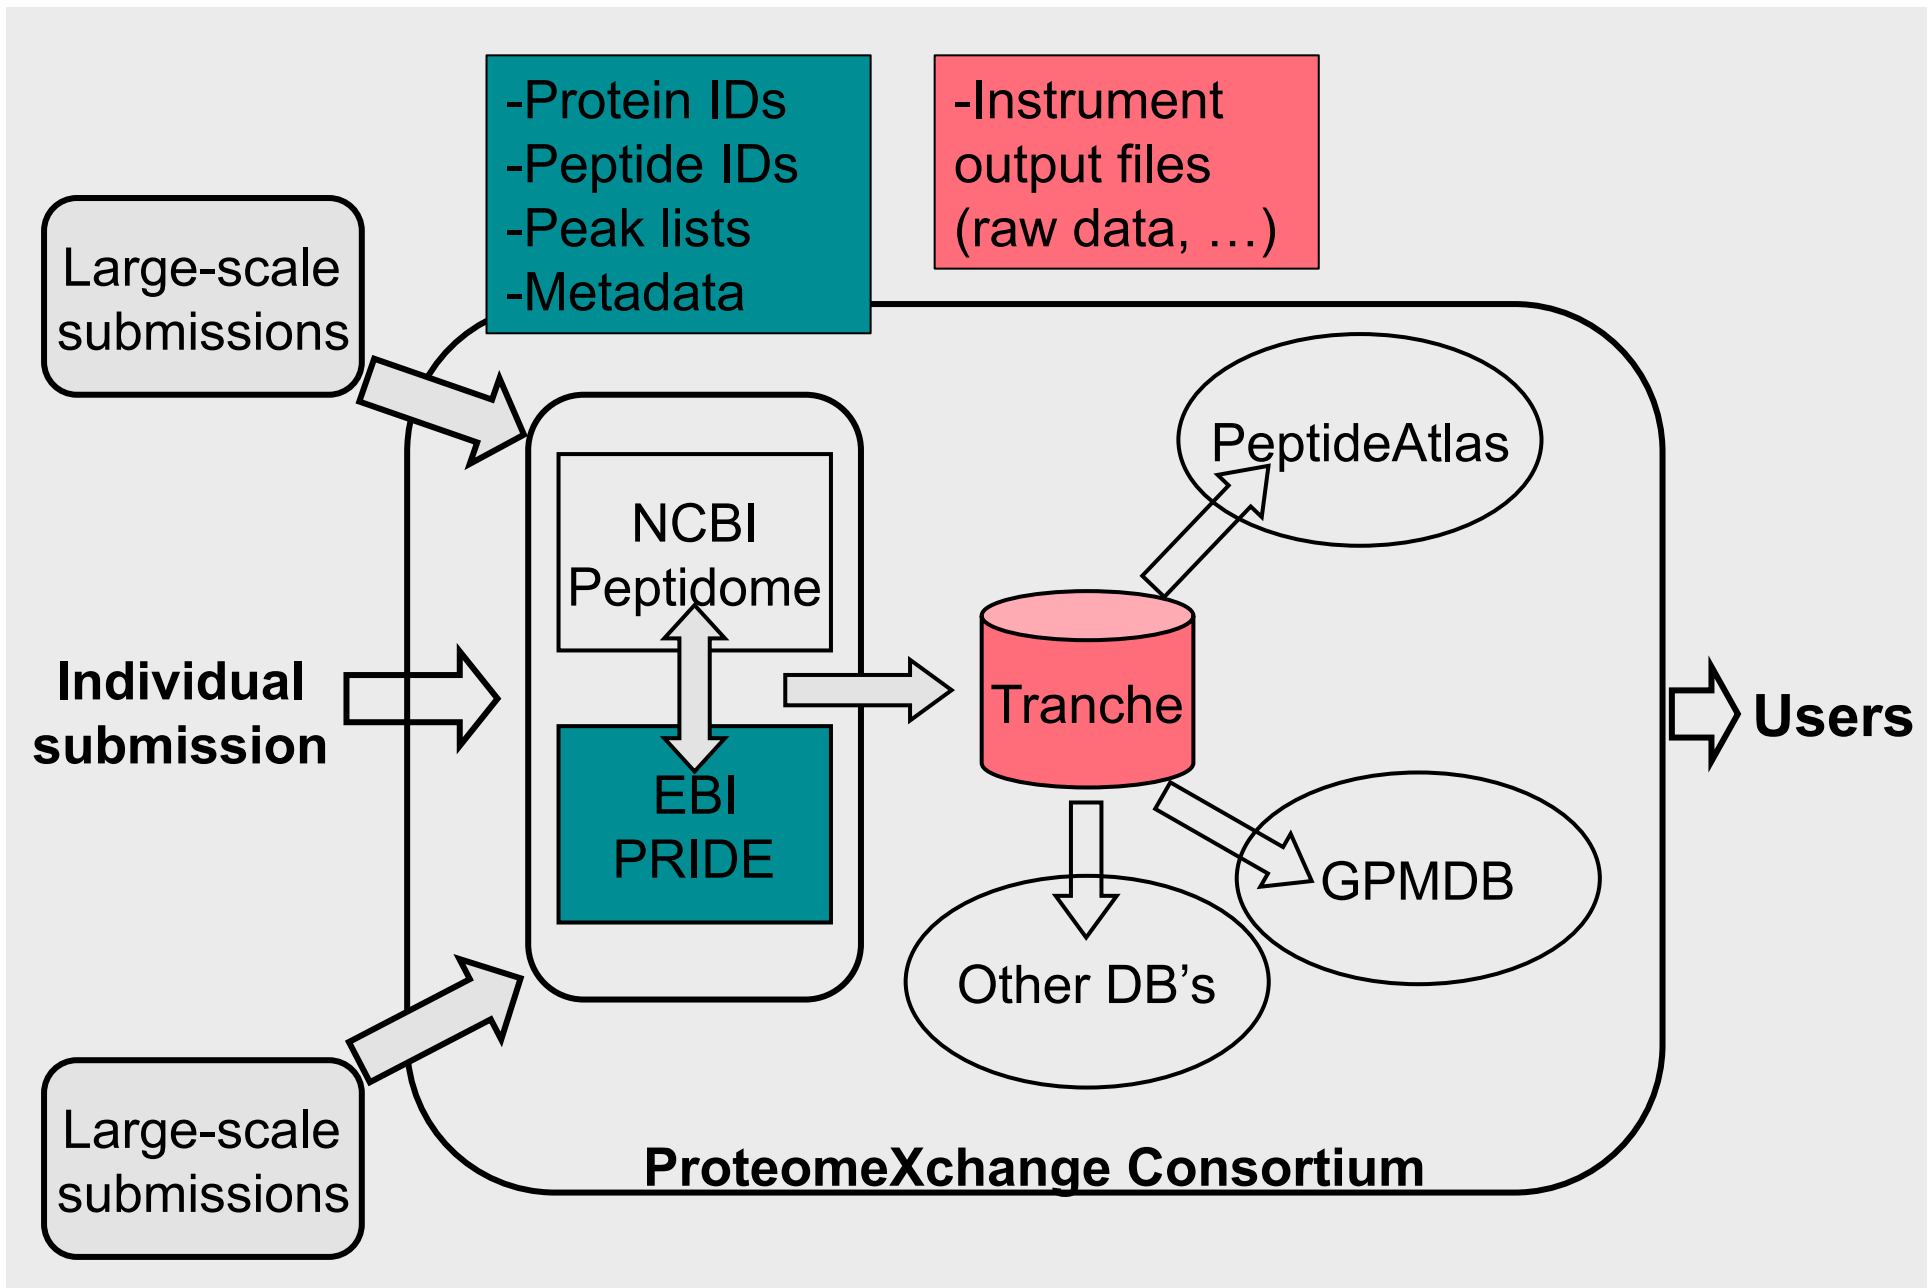 -Protein IDs
-Peptide IDs
-Peak lists
-Metadata
-Instrument
output files
(raw data, …)
Large-scale
submissions
Individual
submission
Large-scale
submissions
NCBI
Peptidome
EBI
PRIDE
Tranche
PeptideAtlas
GPMDB
Other DB’s
Users
ProteomeXchange Consortium